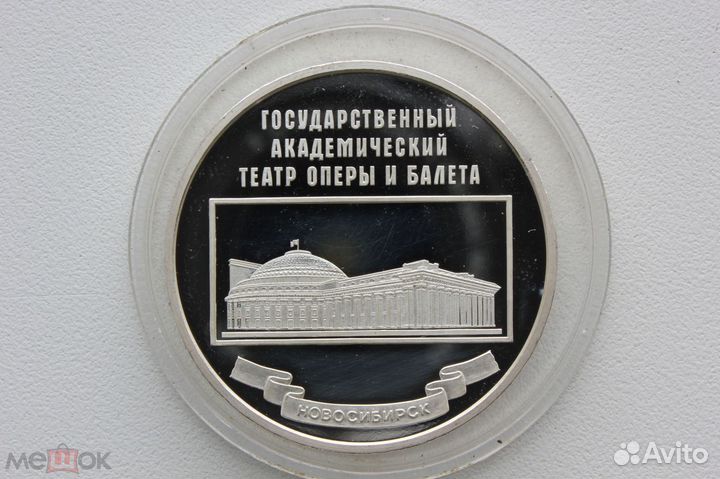 ГОСУДАРСТВЕННЫЙ
АКАДЕМИЧЕСКИЙ
ТЕАТР ОПЕРЫ И БАЛЕТА
НОВОСИБИРСК
мешок
Avito